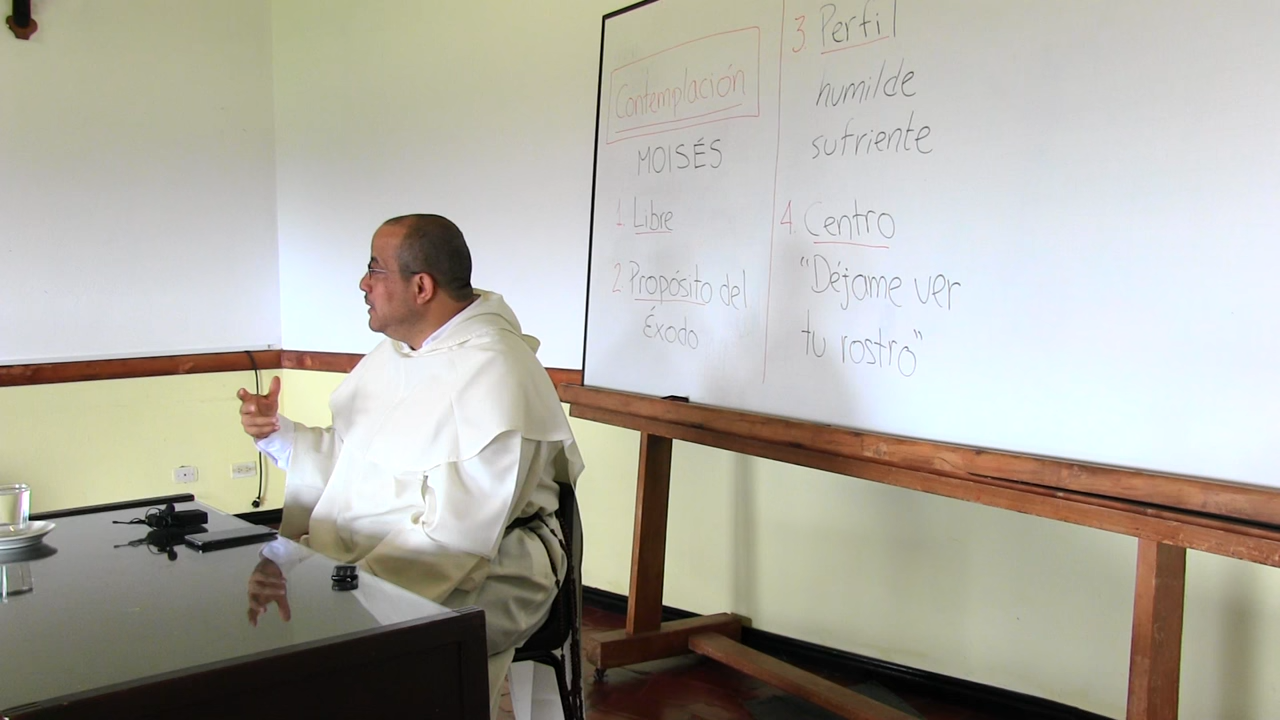 Contemplación
MOISÉS
1. Libre
2. Propósito del
Éxodo
3 Perfil
humilde
sufriente
4. Centro
"Déjame ver
tu rostro"